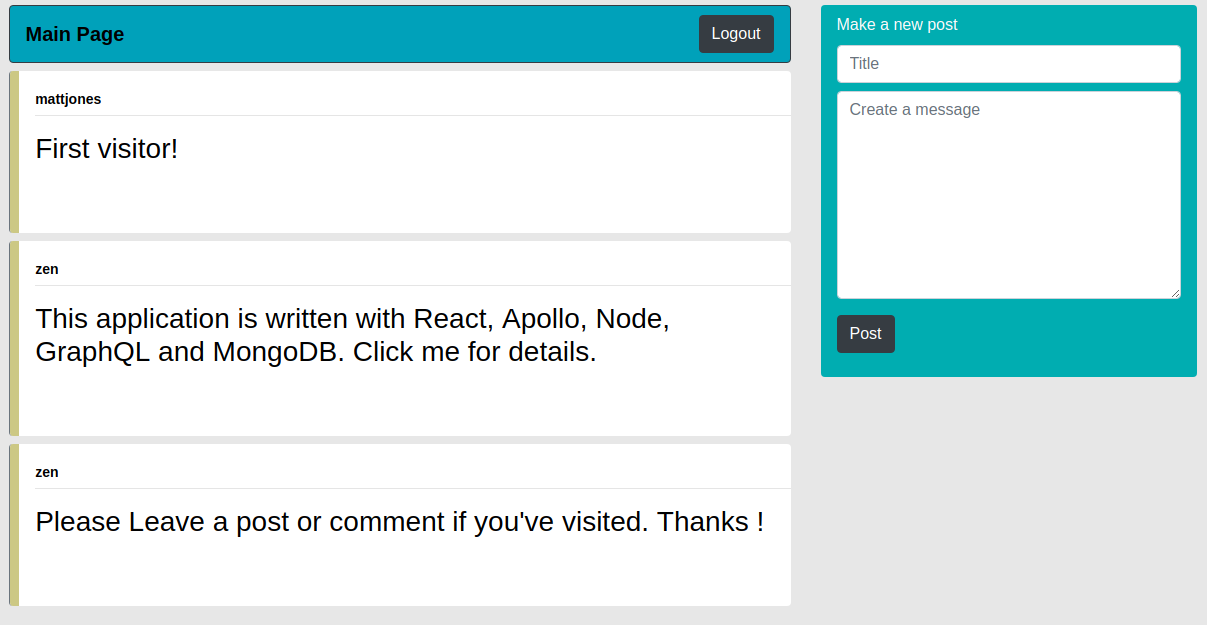 Main Page
Logout
mattjones
First visitor!
zen
This application is written with React, Apollo, Node,
GraphQL and MongoDB. Click me for details.
zen
Please Leave a post or comment if you've visited. Thanks !
Make a new post
Title
Create a message
Post